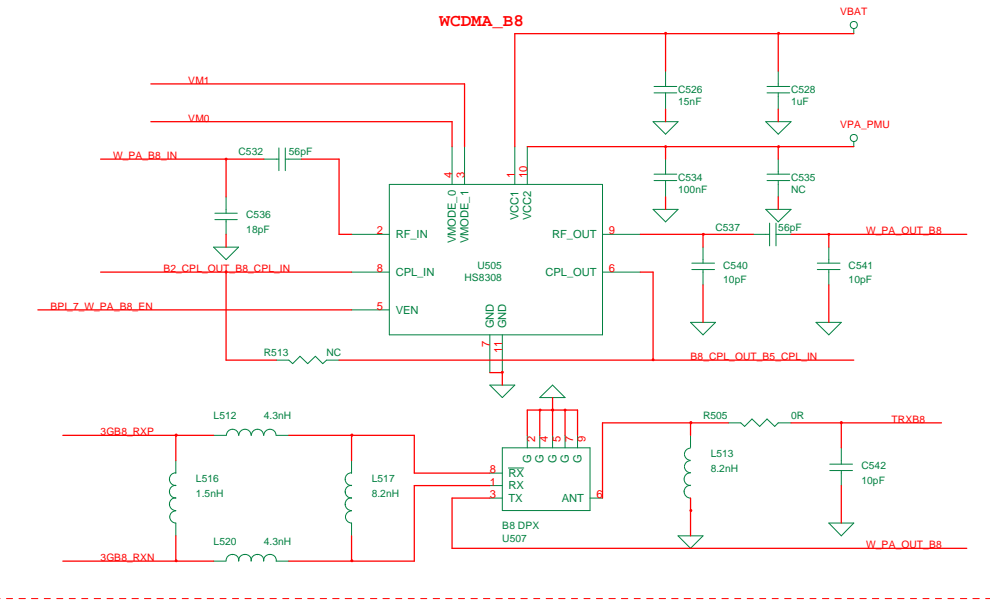 WCDMA_B8
VBAT
VM1
C526
15nF
C528
1uF
VM0
VPA_PMU
W_PA_B8_IN
C532
56pF
4
3
1
10
C534
100nF
C535
NC
VMODE_0
VMODE_1
VCC1
VCC2
C536
18pF
2
RF_IN
RF_OUT
9
C537
56pF
W_PA_OUT_B8
B2_CPL_OUT_B8_CPL_IN
8
CPL_IN
U505
HS8308
CPL_OUT
6
C540
10pF
C541
10pF
BPI_7_W_PA_B8_EN
5
VEN
GND
GND
7
11
R513
NC
B8_CPL_OUT_B5_CPL_IN
L512
4.3nH
3GB8_RXP
2
4
5
7
9
G
G
G
G
G
R505
0R
TRXB8
L516
1.5nH
L517
8.2nH
8
RX
1
RX
3
TX
ANT
6
L513
8.2nH
C542
10pF
B8 DPX
U507
L520
4.3nH
3GB8_RXN
W_PA_OUT_B8